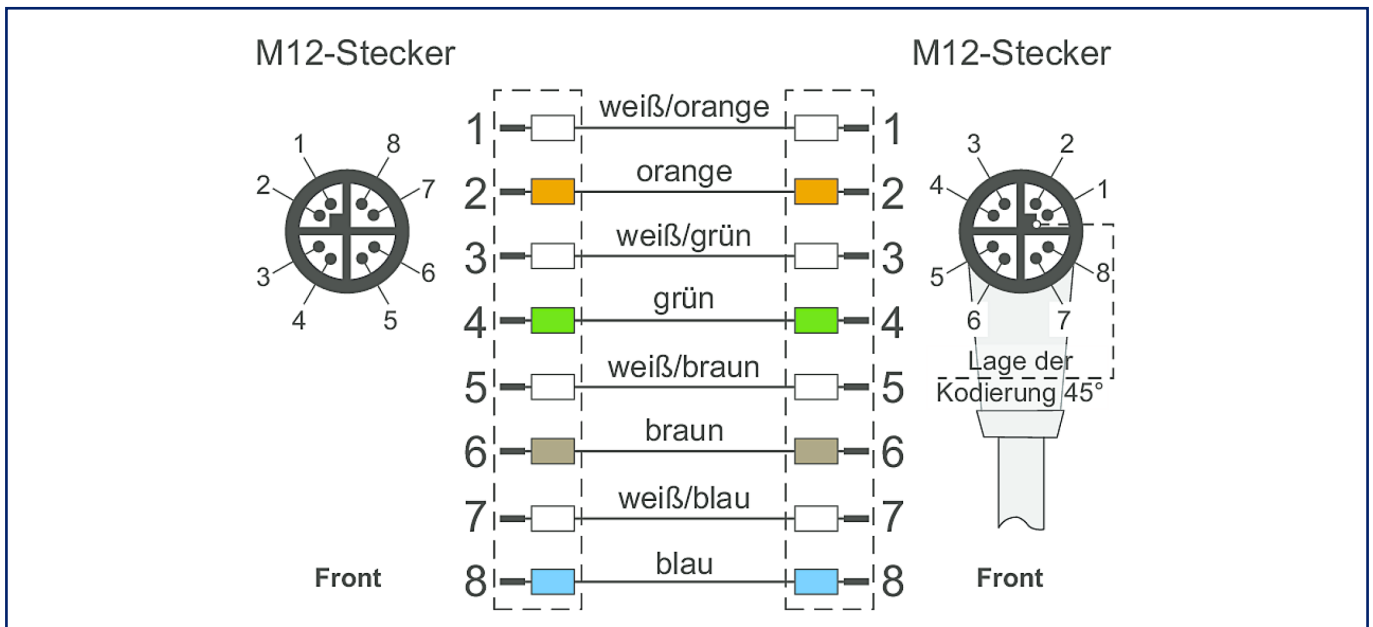 M12-Stecker
M12-Stecker
1 8
2 7
3 6
4 5
1 weiß/orange 1
2 orange 2
3 weiß/grün 3
4 grün 4
5 weiß/braun 5
6 braun 6
7 weiß/blau 7
8 blau 8
3 2
4 1
5 8
6 7
Lage der
Kodierung 45°
Front
Front